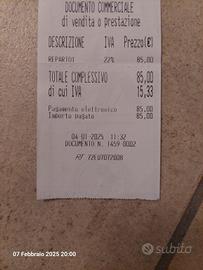 DOCUMENTO COMMERCIALE
di vendita o prestazione
DESCRIZIONE IVA Prezzo(€)
REPARTO1 22% 85,00
TOTALE COMPLESSIVO 85,00
di cui IVA 15,33
Pagamento elettronico 85,00
Importo pagato 85,00
04-01-2025 11:32
DOCUMENTO N. 1459-0002
RT
07 Febbraio 2025 20:00
subito